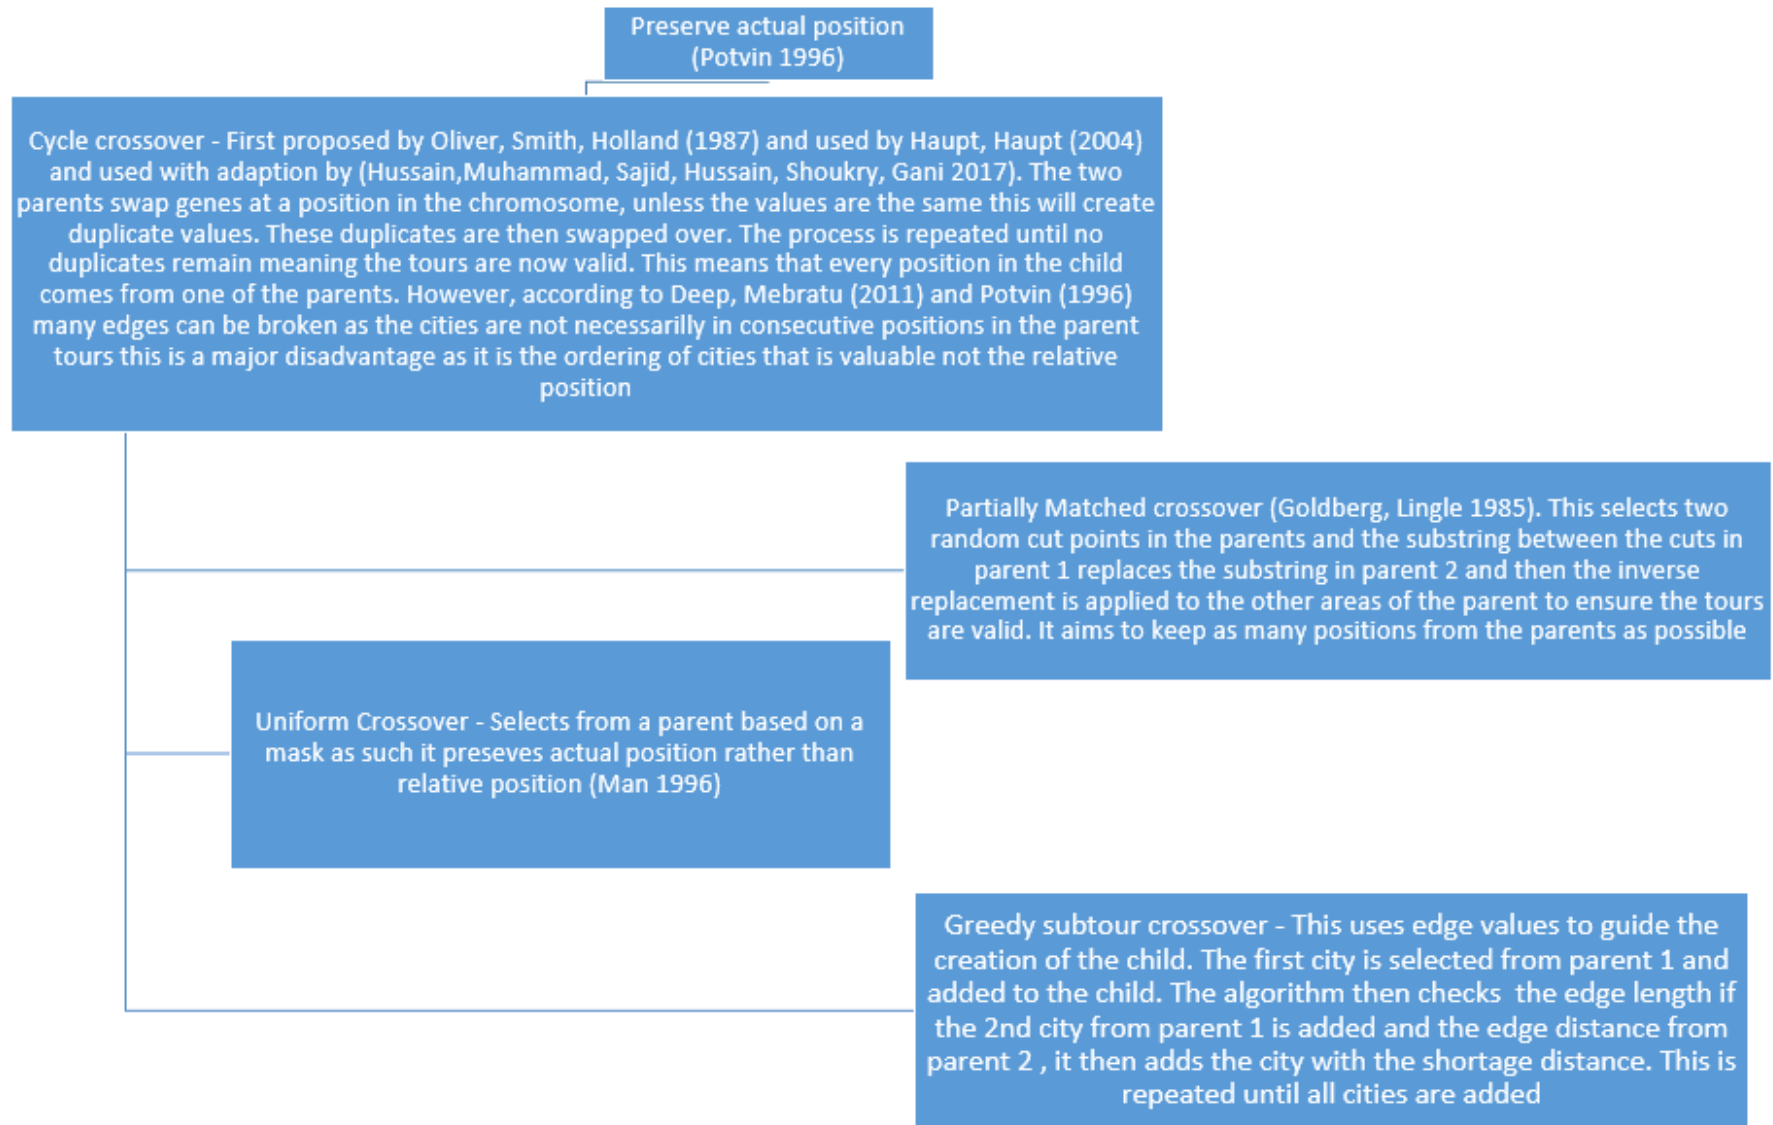 Preserve actual position
(Potvin 1996)
Cycle crossover - First proposed by Oliver, Smith, Holland (1987) and used by Haupt, Haupt (2004)
and used with adaption by (Hussain,Muhammad, Sajid, Hussain, Shoukry, Gani 2017). The two
parents swap genes at a position in the chromosome, unless the values are the same this will create
duplicate values. These duplicates are then swapped over. The process is repeated until no
duplicates remain meaning the tours are now valid. This means that every position in the child
comes from one of the parents. However, according to Deep, Mebratu (2011) and Potvin (1996)
many edges can be broken as the cities are not necessarilly in consecutive positions in the parent
tours this is a major disadvantage as it is the ordering of cities that is valuable not the relative
position
Partially Matched crossover (Goldberg, Lingle 1985). This selects two
random cut points in the parents and the substring between the cuts in
parent 1 replaces the substring in parent 2 and then the inverse
replacement is applied to the other areas of the parent to ensure the tours
are valid. It aims to keep as many positions from the parents as possible
Uniform Crossover - Selects from a parent based on a
mask as such it preseves actual position rather than
relative position (Man 1996)
Greedy subtour crossover - This uses edge values to guide the
creation of the child. The first city is selected from parent 1 and
added to the child. The algorithm then checks  the edge length if
the 2nd city from parent 1 is added and the edge distance from
parent 2 , it then adds the city with the shortage distance. This is
repeated until all cities are added